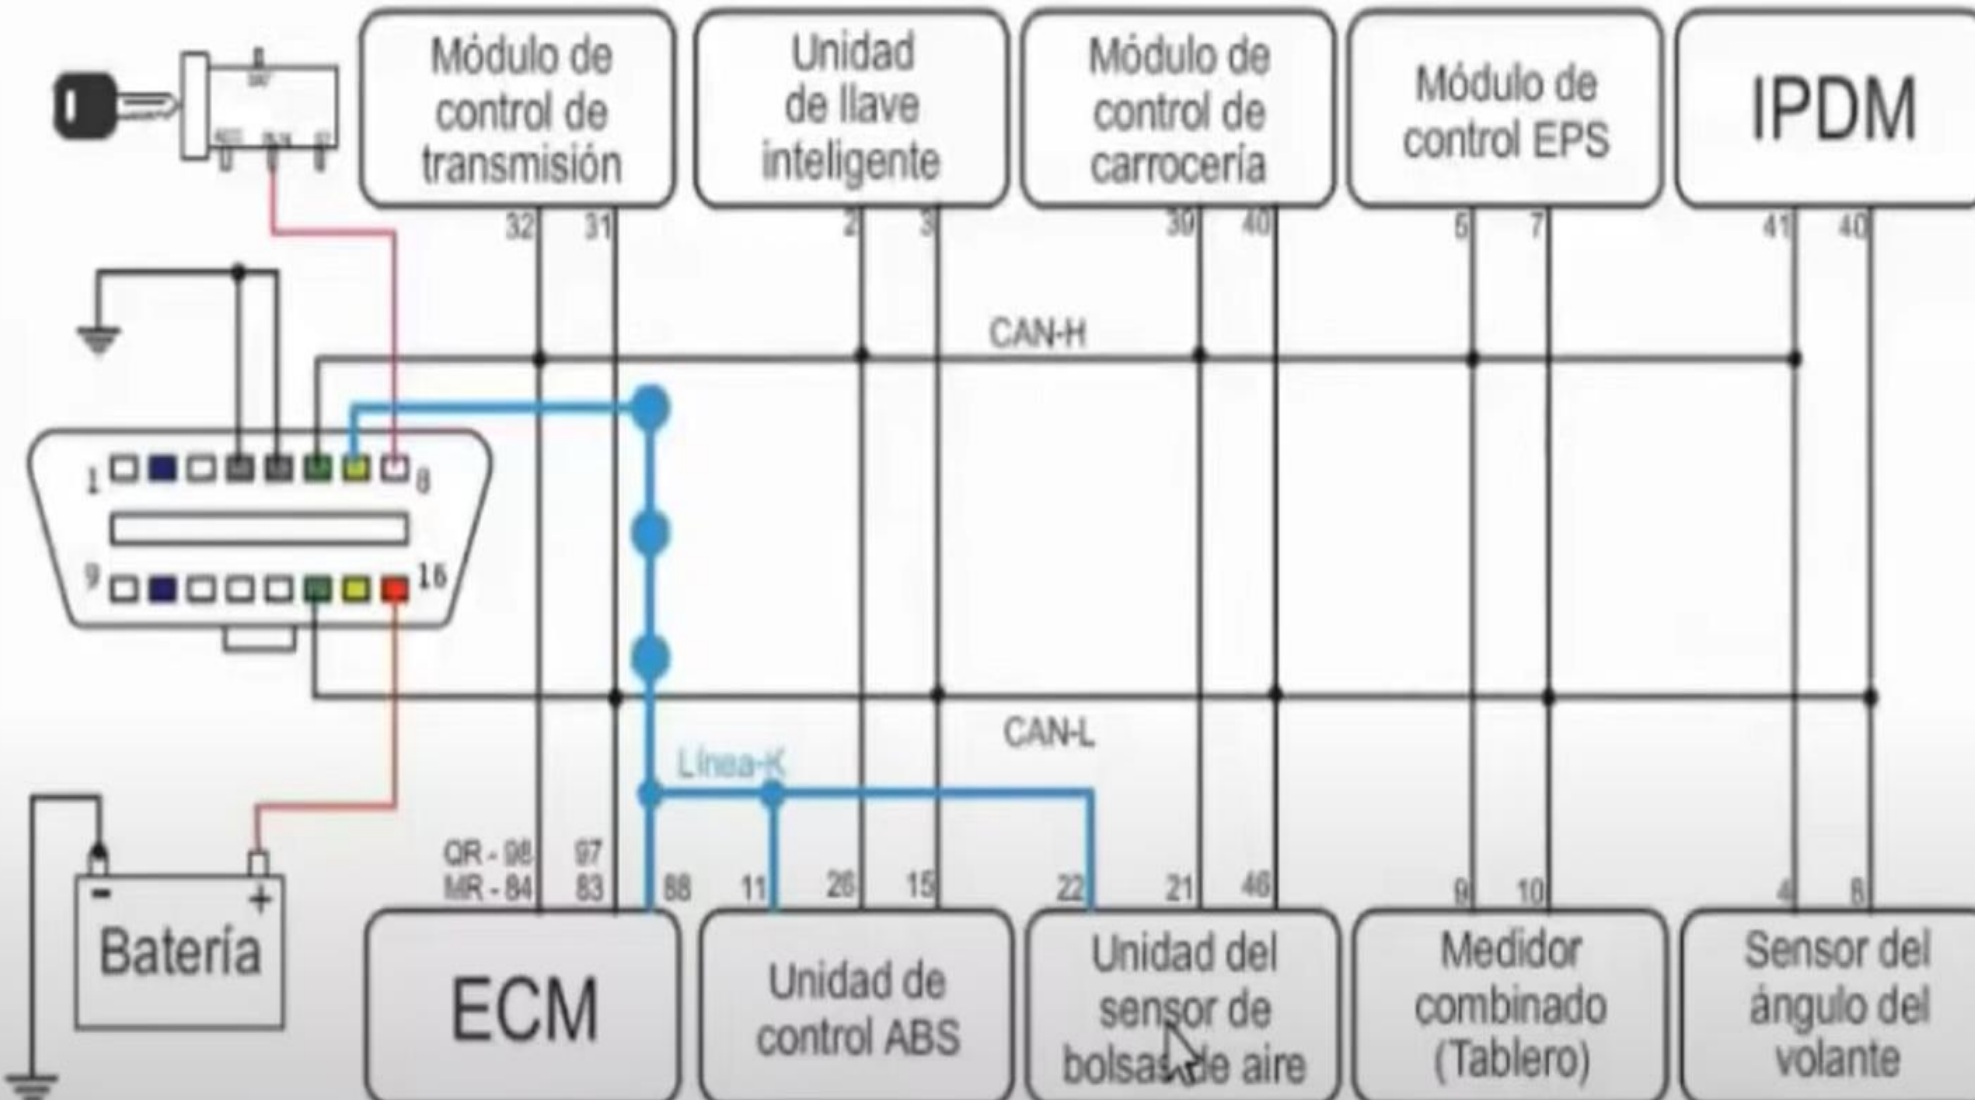 Módulo de
control de
transmisión
Unidad
de llave
inteligente
Módulo de
control de
carrocería
Módulo de
control EPS
IPDM
32 31
2 3
39 40
5 7
41 40
CAN-H
1
8
9
16
CAN-L
Línea-K
QR - 98 97
MR - 84 83
88
11
26
15
22
21
46
9
10
4
8
- +
Batería
ECM
Unidad de
control ABS
Unidad del
sensor de
bolsas de aire
Medidor
combinado
(Tablero)
Sensor del
ángulo del
volante